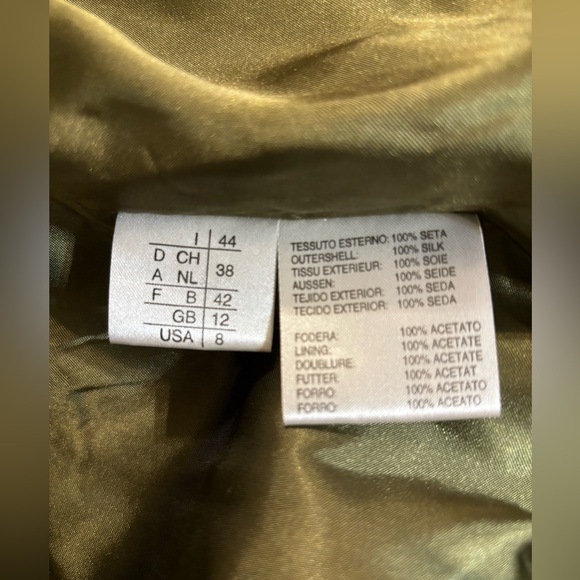 I 44
D CH
A NL 38
F B 42
GB 12
USA 8
TESSUTO ESTERNO: 100% SETA
OUTERSHELL: 100% SILK
TISSU EXTERIEUR: 100% SOIE
AUSSEN: 100% SEIDE
TEJIDO EXTERIOR: 100% SEDA
TECIDO EXTERIOR: 100% SEDA
FODERA: 100% ACETATO
LINING: 100% ACETATE
DOUBLURE: 100% ACETATE
FUTTER: 100% ACETAT
FORRO: 100% ACETATO
FORRO: 100% ACEATO